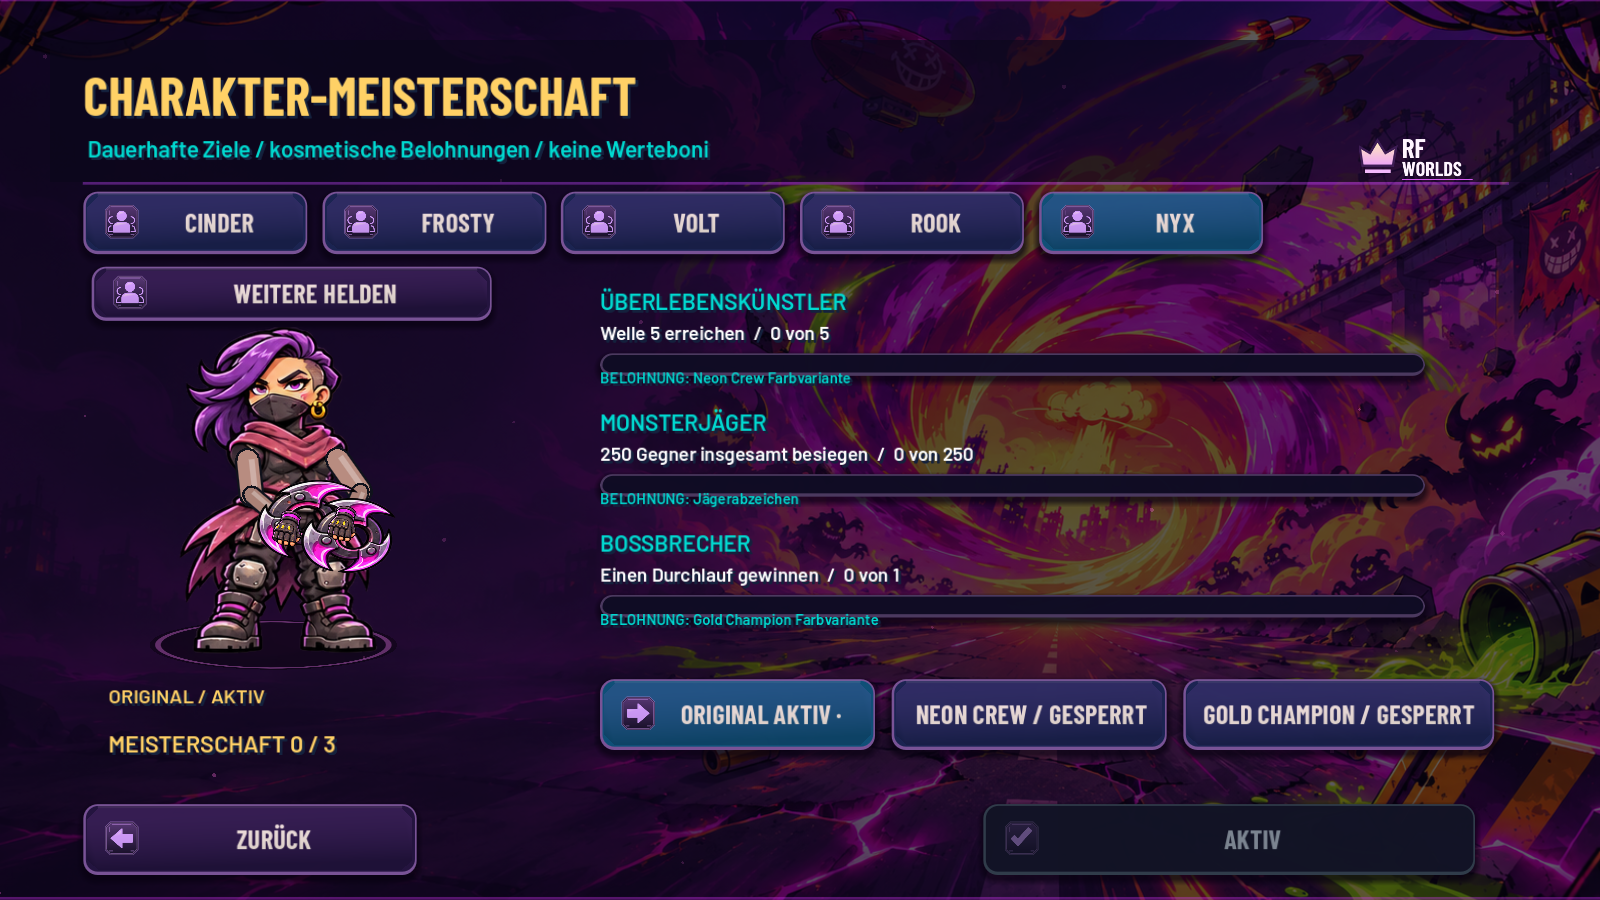 CHARAKTER-MEISTERSCHAFT
Dauerhafte Ziele / kosmetische Belohnungen / keine Werteboni
RF
WORLDS
CINDER
FROSTY
VOLT
ROOK
NYX
WEITERE HELDEN
ÜBERLEBENSKÜNSTLER
Welle 5 erreichen / 0 von 5
BELOHNUNG: Neon Crew Farbvariante
MONSTERJÄGER
250 Gegner insgesamt besiegen / 0 von 250
BELOHNUNG: Jägerabzeichen
BOSSBRECHER
Einen Durchlauf gewinnen / 0 von 1
BELOHNUNG: Gold Champion Farbvariante
ORIGINAL / AKTIV
MEISTERSCHAFT 0 / 3
ORIGINAL AKTIV ·
NEON CREW / GESPERRT
GOLD CHAMPION / GESPERRT
ZURÜCK
AKTIV